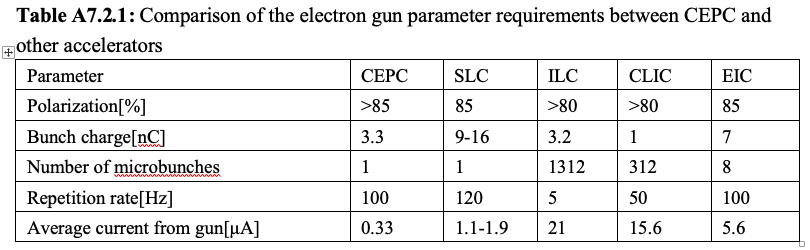 Table A7.2.1: Comparison of the electron gun parameter requirements between CEPC and
other accelerators
Parameter CEPC SLC ILC CLIC EIC
Polarization[%] >85 85 >80 >80 85
Bunch charge[nC] 3.3 9-16 3.2 1 7
Number of microbunches 1 1 1312 312 8
Repetition rate[Hz] 100 120 5 50 100
Average current from gun[μA] 0.33 1.1-1.9 21 15.6 5.6